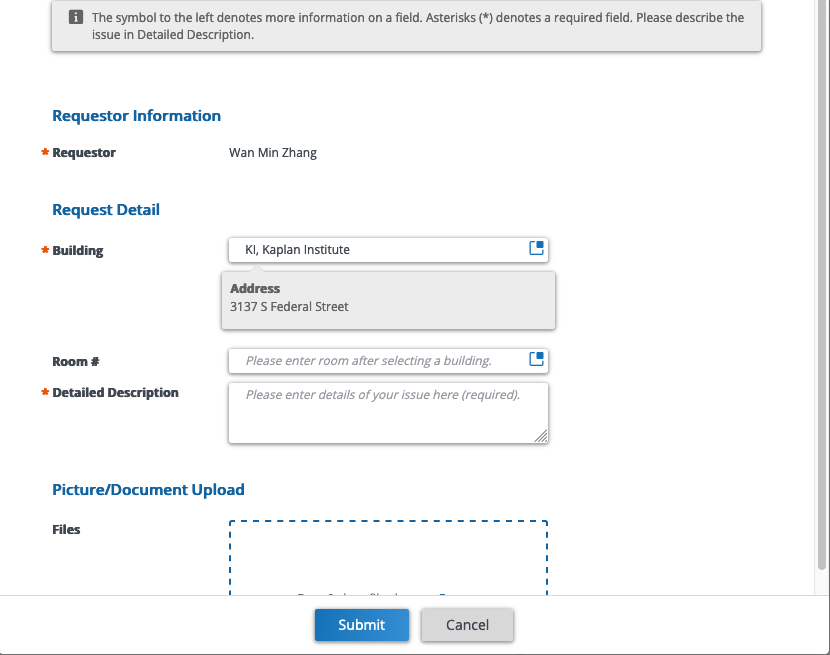 The symbol to the left denotes more information on a field. Asterisks (*) denotes a required field. Please describe the
issue in Detailed Description.
Requestor Information
* Requestor
Wan Min Zhang
Request Detail
* Building
KI, Kaplan Institute
Address
3137 S Federal Street
Room #
Please enter room after selecting a building.
* Detailed Description
Please enter details of your issue here (required).
Picture/Document Upload
Files
Submit
Cancel